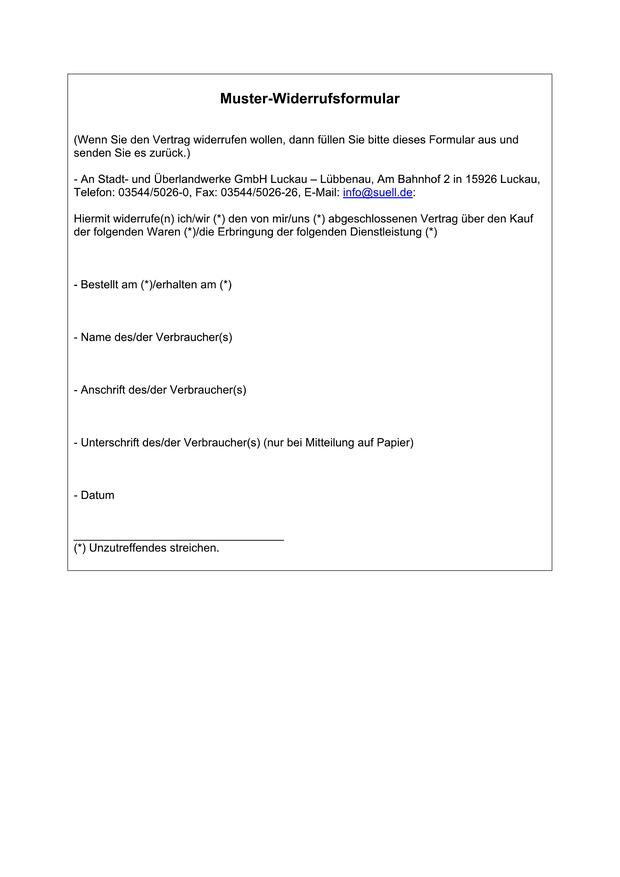 Muster-Widerrufsformular
(Wenn Sie den Vertrag widerrufen wollen, dann füllen Sie bitte dieses Formular aus und
senden Sie es zurück.)
- An Stadt- und Überlandwerke GmbH Luckau – Lübbenau, Am Bahnhof 2 in 15926 Luckau,
Telefon: 03544/5026-0, Fax: 03544/5026-26, E-Mail: info@suell.de:
Hiermit widerrufe(n) ich/wir (*) den von mir/uns (*) abgeschlossenen Vertrag über den Kauf
der folgenden Waren (*)/die Erbringung der folgenden Dienstleistung (*)
- Bestellt am (*)/erhalten am (*)
- Name des/der Verbraucher(s)
- Anschrift des/der Verbraucher(s)
- Unterschrift des/der Verbraucher(s) (nur bei Mitteilung auf Papier)
- Datum
(*) Unzutreffendes streichen.